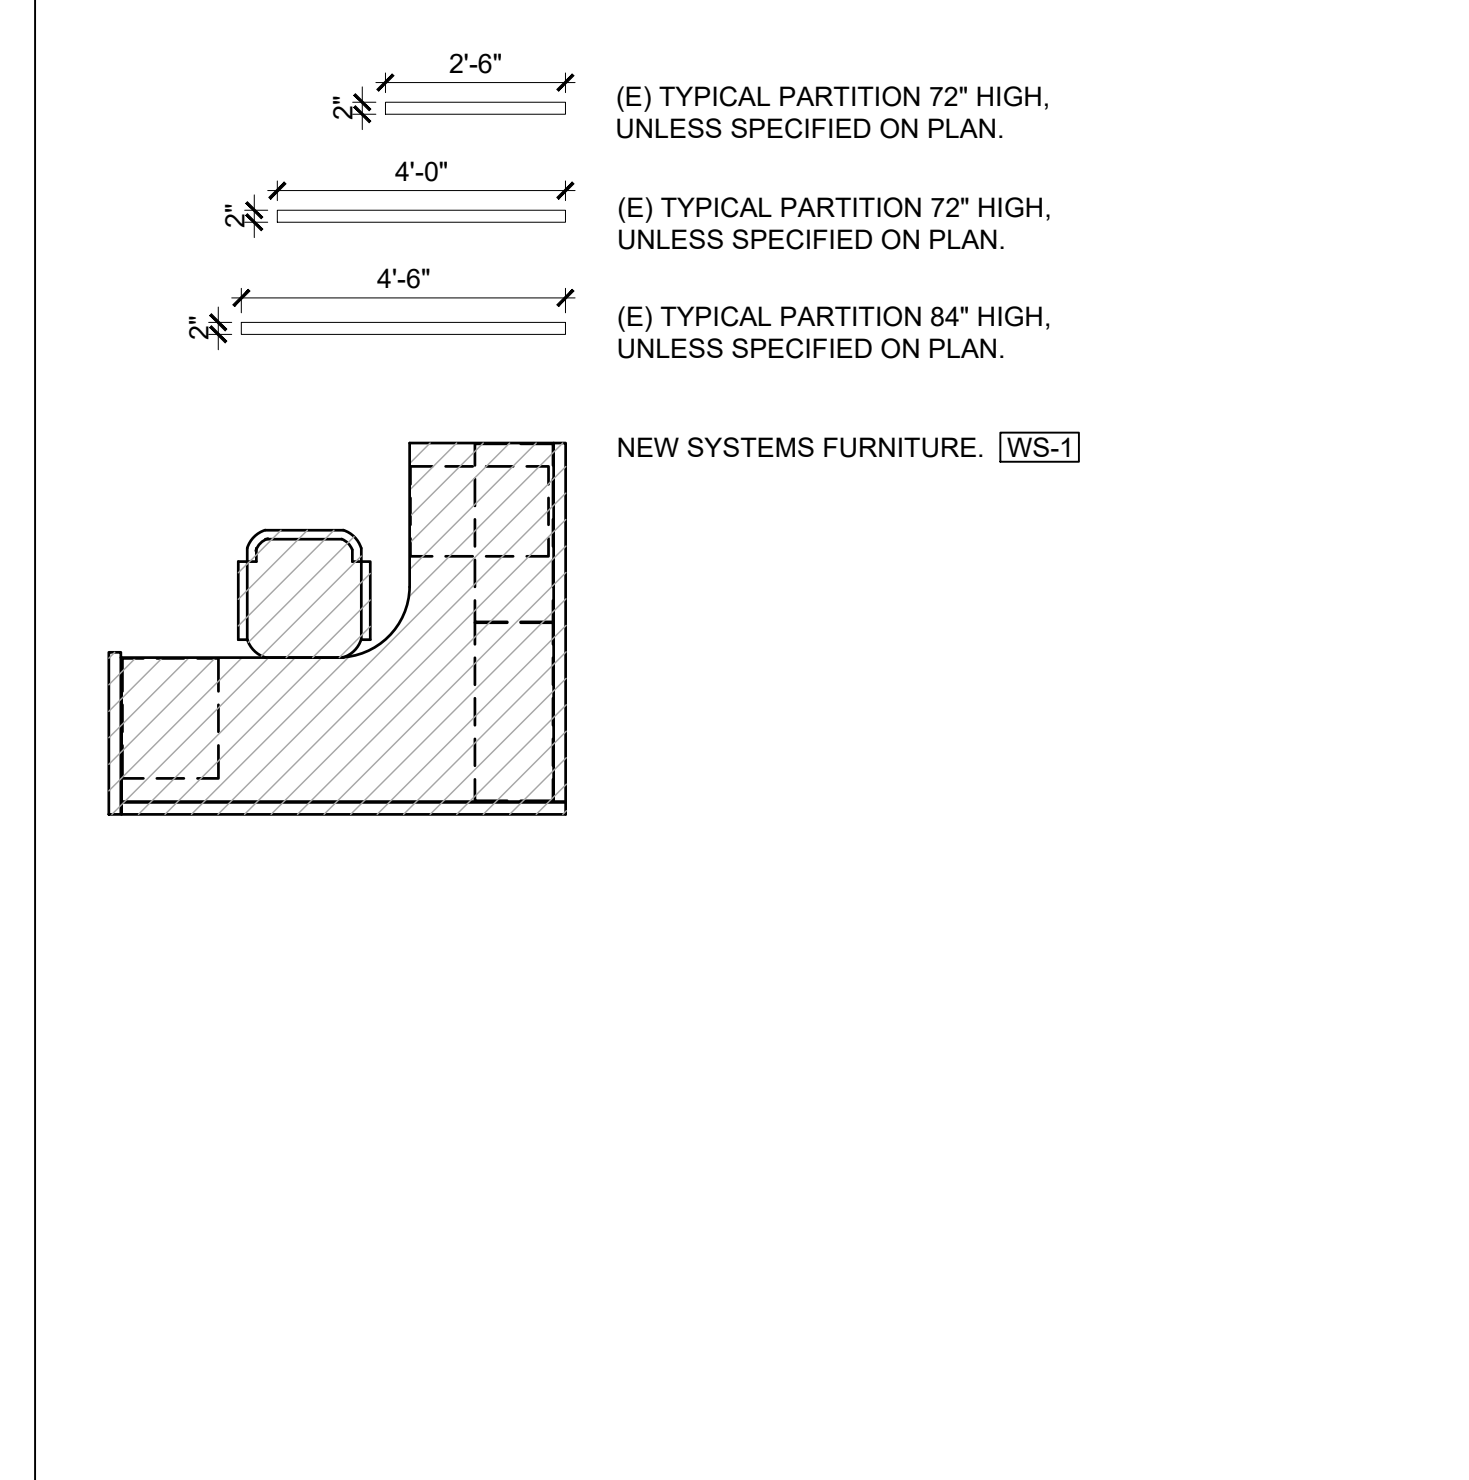 2'-6"
2"
(E) TYPICAL PARTITION 72" HIGH,
UNLESS SPECIFIED ON PLAN.
4'-0"
2"
(E) TYPICAL PARTITION 72" HIGH,
UNLESS SPECIFIED ON PLAN.
4'-6"
2"
(E) TYPICAL PARTITION 84" HIGH,
UNLESS SPECIFIED ON PLAN.
NEW SYSTEMS FURNITURE. WS-1